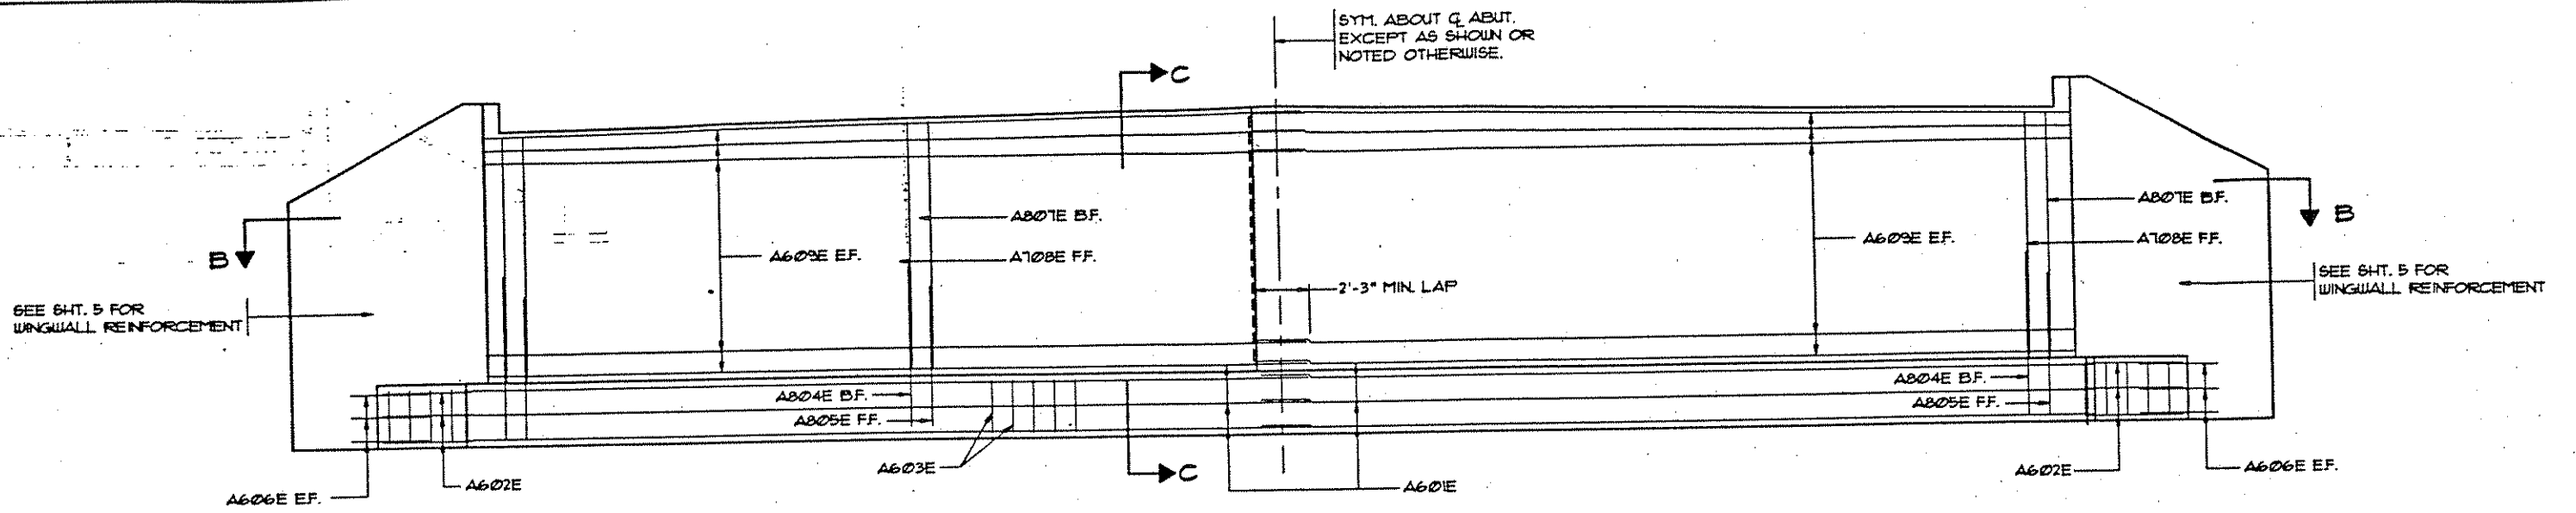 SYM. ABOUT ℄ ABUT.
EXCEPT AS SHOWN OR
NOTED OTHERWISE.
C
B
A609E E.F.
A807E B.F.
A708E F.F.
2'-3" MIN. LAP
A609E E.F.
A807E B.F.
A708E F.F.
B
SEE SHT. 5 FOR
WINGWALL REINFORCEMENT
SEE SHT. 5 FOR
WINGWALL REINFORCEMENT
A804E B.F.
A805E F.F.
A804E B.F.
A805E F.F.
A606E E.F.
A602E
A603E
C
A601E
A602E
A606E E.F.